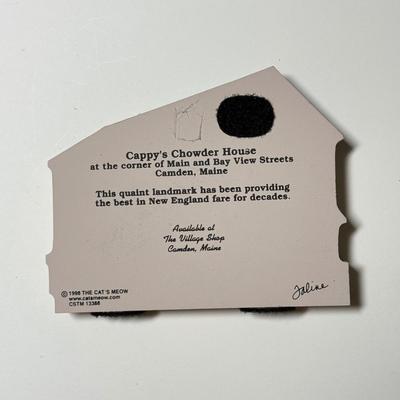 Cappy's Chowder House
at the corner of Main and Bay View Streets
Camden, Maine
This quaint landmark has been providing
the best in New England fare for decades.
Available at
The Village Shop
Camden, Maine
© 1998 THE CAT'S MEOW
www.catsmeow.com
CSTM 13388
Faline